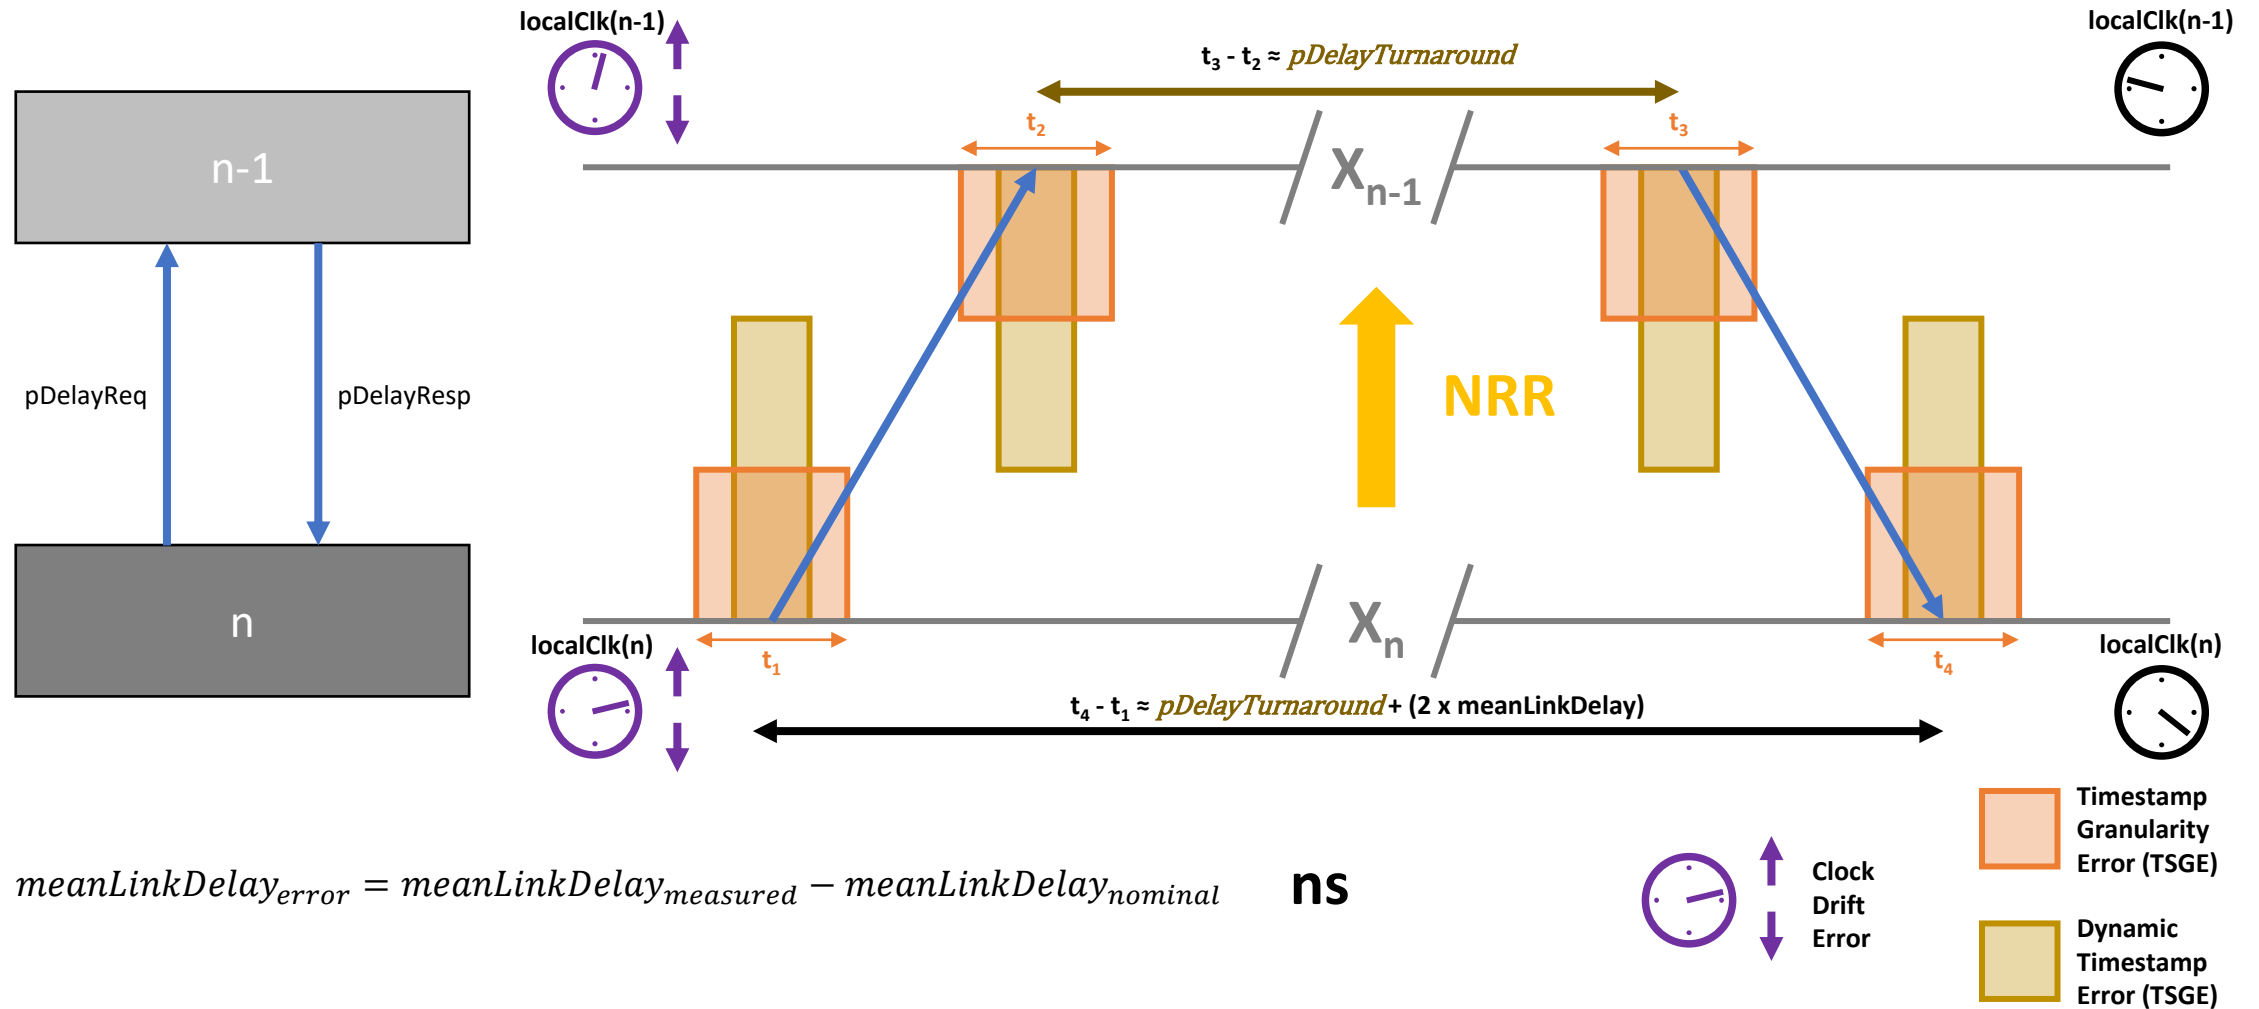 localClk(n-1)
localClk(n-1)
t3 - t2 ≈ pDelayTurnaround
t2
t3
n-1
Xn-1
pDelayReq
pDelayResp
NRR
n
Xn
localClk(n)
localClk(n)
t1
t4
t4 - t1 ≈ pDelayTurnaround + (2 x meanLinkDelay)
meanLinkDelayerror = meanLinkDelaymeasured − meanLinkDelaynominal
ns
Clock
Drift
Error
Timestamp
Granularity
Error (TSGE)
Dynamic
Timestamp
Error (TSGE)